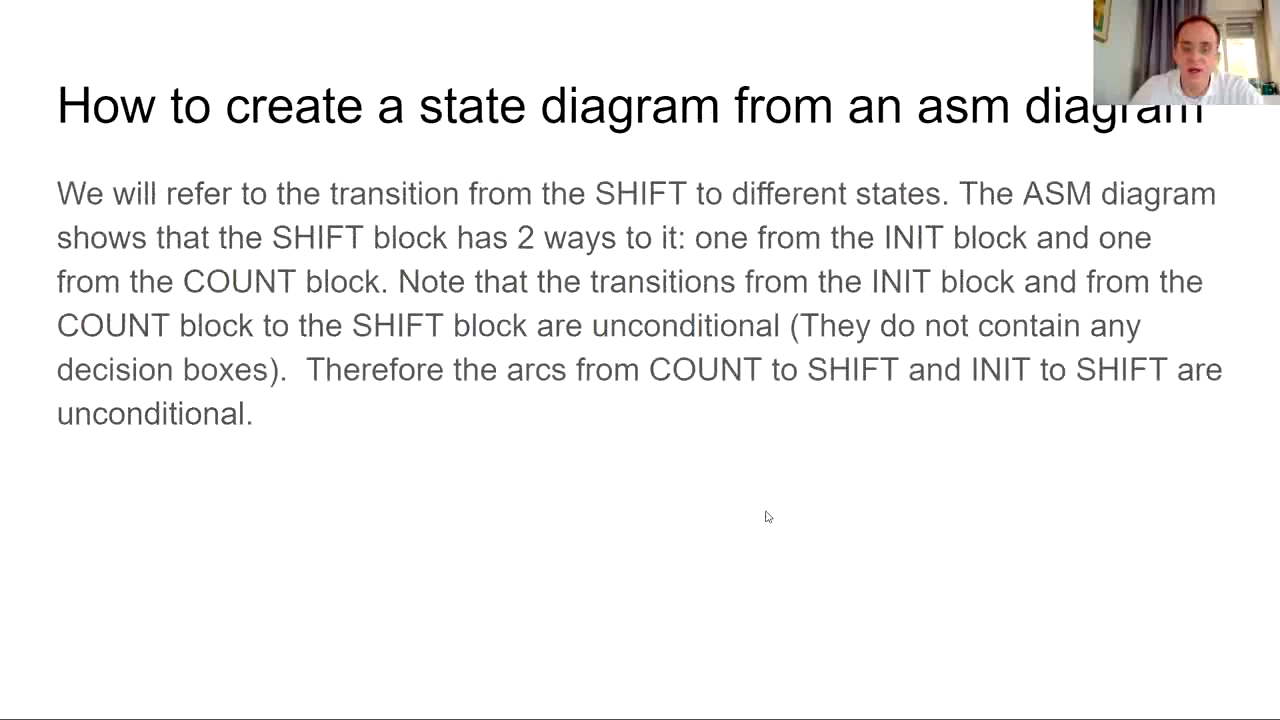 How to create a state diagram from an asm diagram
We will refer to the transition from the SHIFT to different states. The ASM diagram
shows that the SHIFT block has 2 ways to it: one from the INIT block and one
from the COUNT block. Note that the transitions from the INIT block and from the
COUNT block to the SHIFT block are unconditional (They do not contain any
decision boxes).  Therefore the arcs from COUNT to SHIFT and INIT to SHIFT are
unconditional.